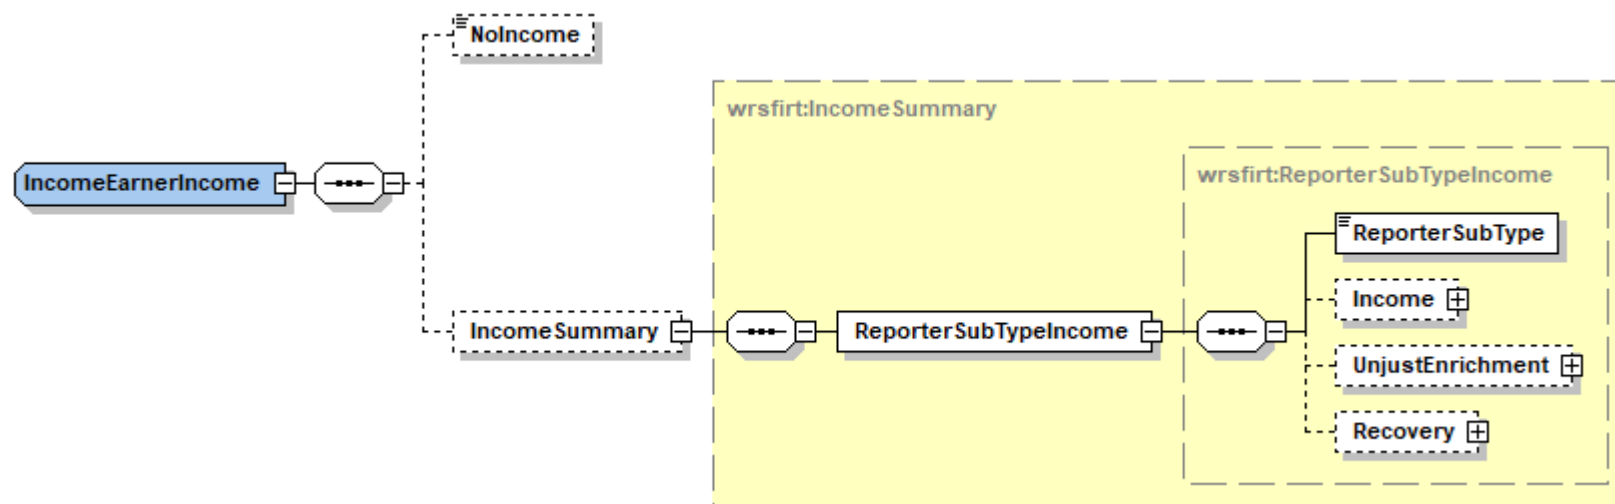 NoIncome
wrsfirt:IncomeSummary
wrsfirt:ReporterSubTypeIncome
IncomeEarnerIncome
ReporterSubType
Income
IncomeSummary
ReporterSubTypeIncome
UnjustEnrichment
Recovery